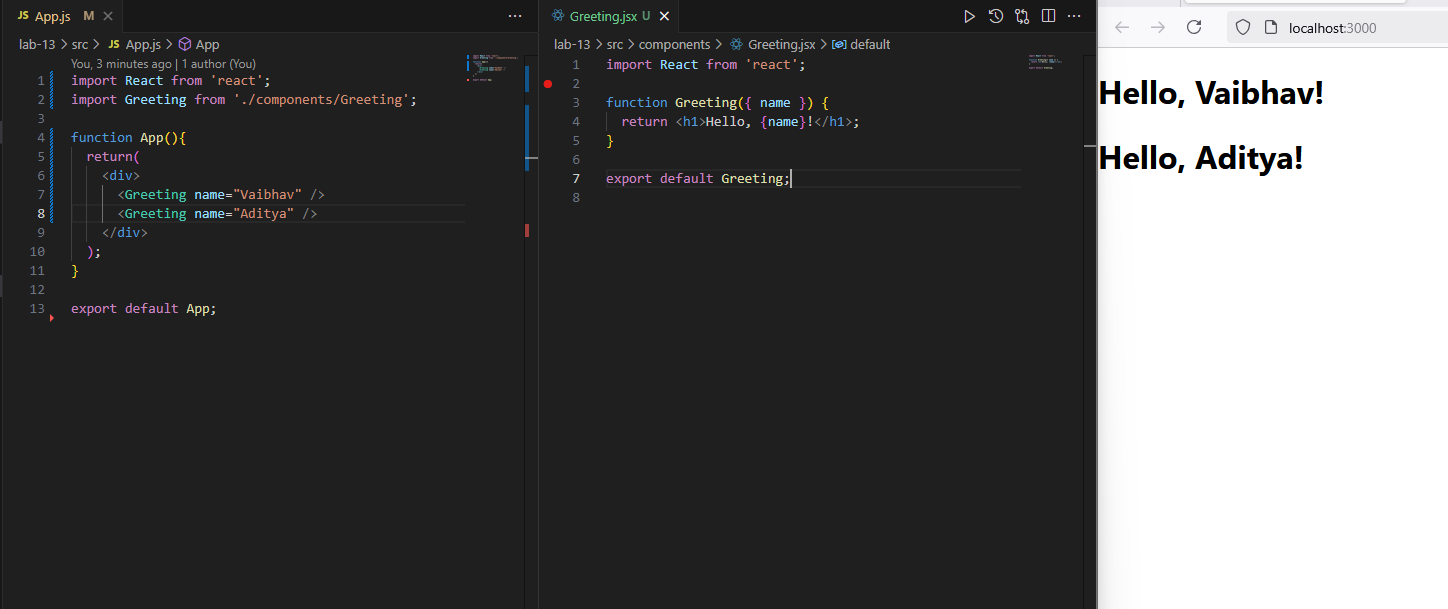 JS App.js M
lab-13 > src > JS App.js > App
You, 3 minutes ago | 1 author (You)
1 import React from 'react';
2 import Greeting from './components/Greeting';
3
4 function App(){
5   return(
6     <div>
7       <Greeting name="Vaibhav" />
8       <Greeting name="Aditya" />
9     </div>
10   );
11 }
12
13 export default App;
Greeting.jsx U
lab-13 > src > components > Greeting.jsx > default
1 import React from 'react';
2
3 function Greeting({ name }) {
4   return <h1>Hello, {name}!</h1>;
5 }
6
7 export default Greeting;
8
localhost:3000
Hello, Vaibhav!
Hello, Aditya!